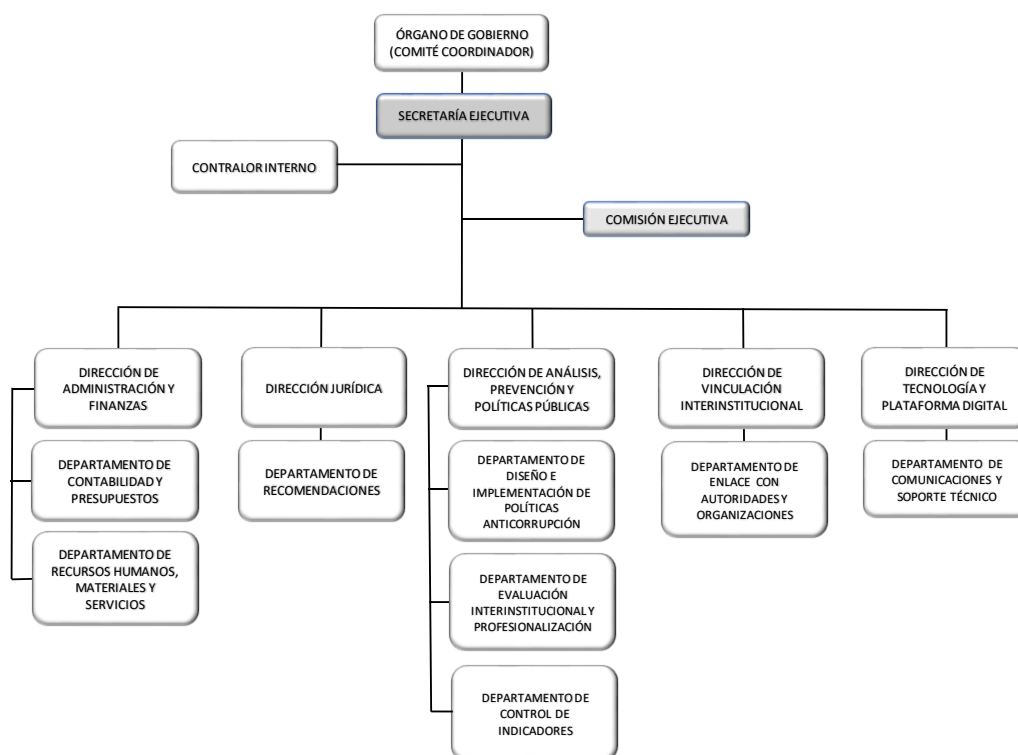 ÓRGANO DE GOBIERNO
(COMITÉ COORDINADOR)
SECRETARÍA EJECUTIVA
CONTRALOR INTERNO
COMISIÓN EJECUTIVA
DIRECCIÓN DE
ADMINISTRACIÓN Y
FINANZAS
DEPARTAMENTO DE
CONTABILIDAD Y
PRESUPUESTOS
DEPARTAMENTO DE
RECURSOS HUMANOS,
MATERIALES Y
SERVICIOS
DIRECCIÓN JURÍDICA
DEPARTAMENTO DE
RECOMENDACIONES
DIRECCIÓN DE ANÁLISIS,
PREVENCIÓN Y
POLÍTICAS PÚBLICAS
DEPARTAMENTO DE
DISEÑO E
IMPLEMENTACIÓN DE
POLÍTICAS
ANTICORRUPCIÓN
DEPARTAMENTO DE
EVALUACIÓN
INTERINSTITUCIONAL Y
PROFESIONALIZACIÓN
DEPARTAMENTO DE
CONTROL DE
INDICADORES
DIRECCIÓN DE
VINCULACIÓN
INTERINSTITUCIONAL
DEPARTAMENTO DE
ENLACE CON
AUTORIDADES Y
ORGANIZACIONES
DIRECCIÓN DE
TECNOLOGÍA Y
PLATAFORMA DIGITAL
DEPARTAMENTO DE
COMUNICACIONES Y
SOPORTE TÉCNICO